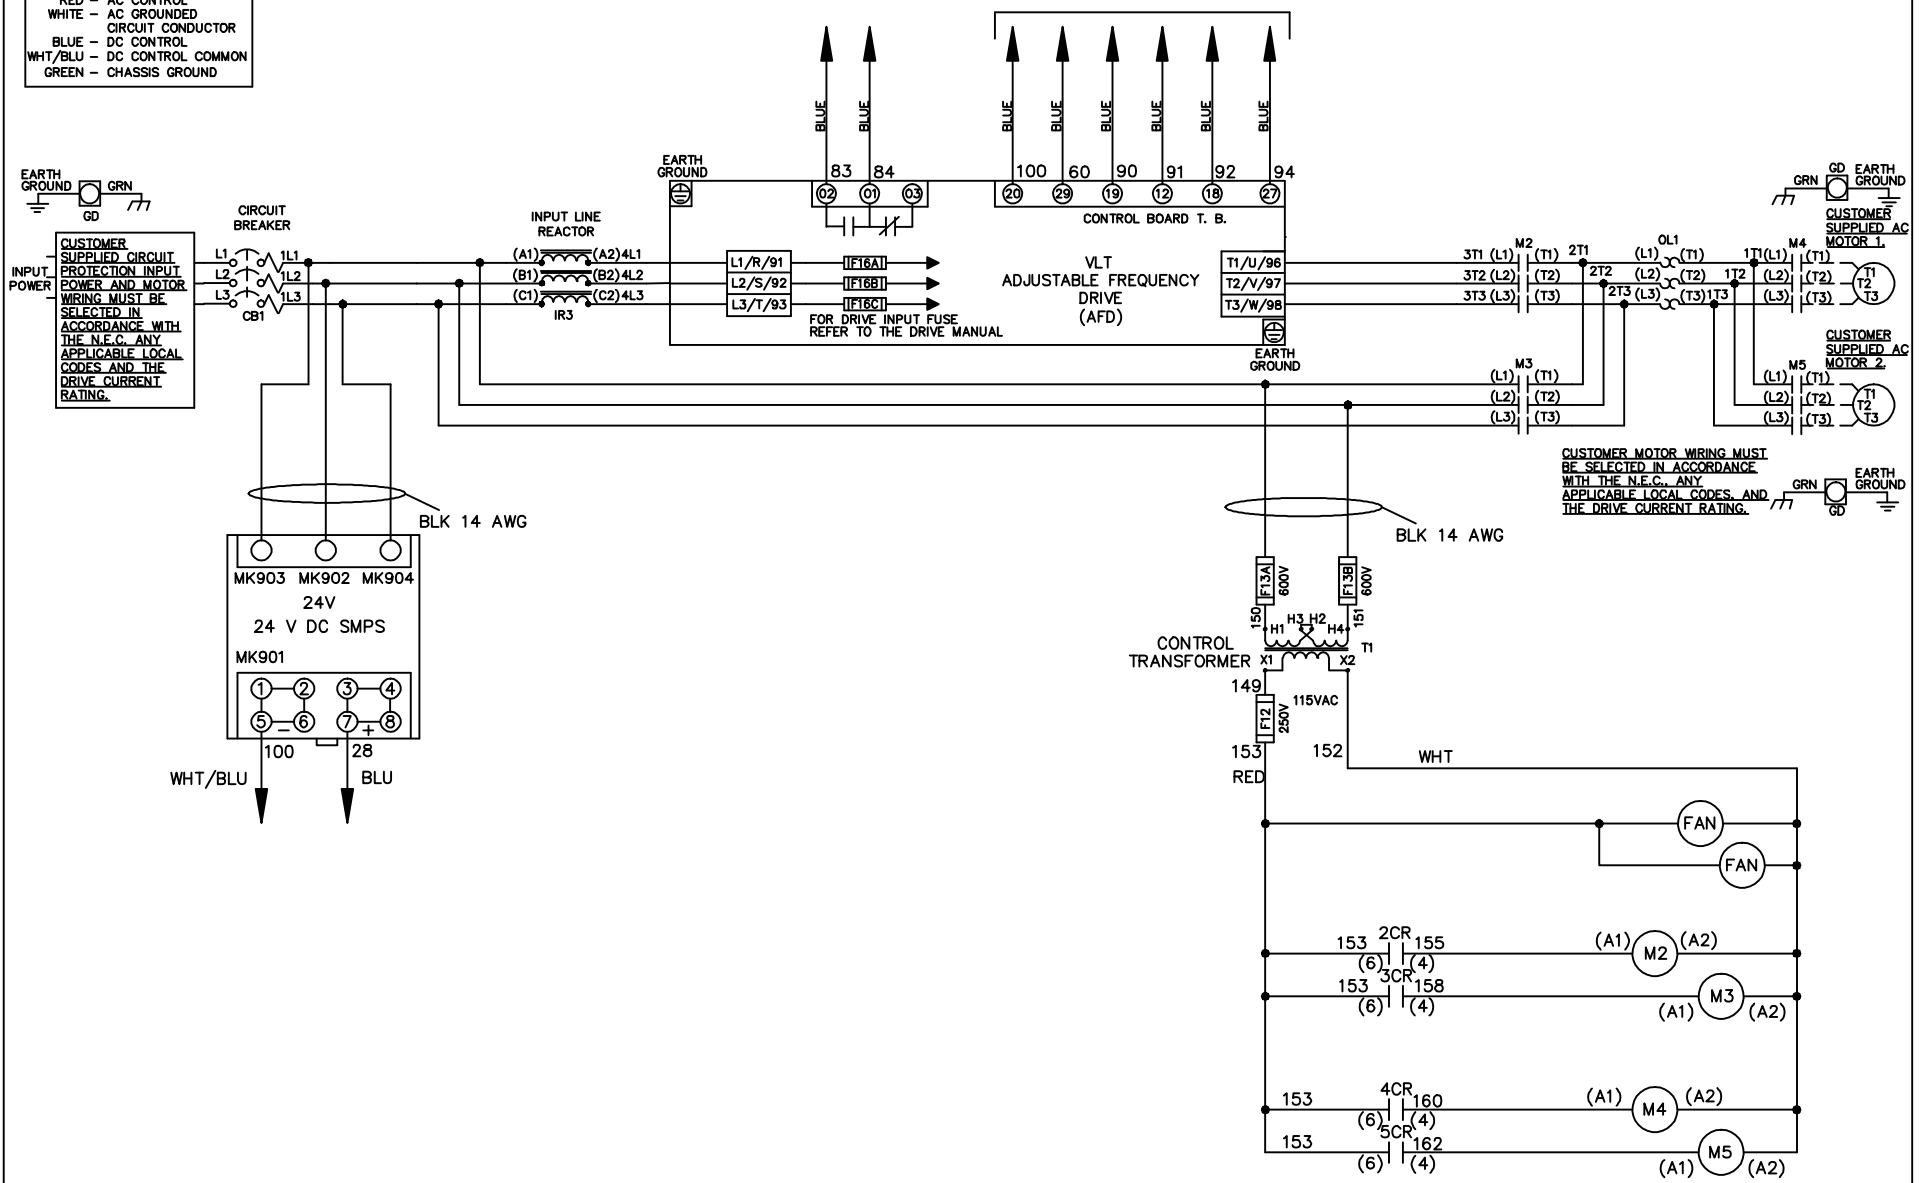 RED – AC CONTROL
WHITE – AC GROUNDED
CIRCUIT CONDUCTOR
BLUE – DC CONTROL
WHT/BLU – DC CONTROL COMMON
GREEN – CHASSIS GROUND
BLUE
BLUE
BLUE
BLUE
BLUE
BLUE
BLUE
BLUE
EARTH
GROUND
GRN
GD
EARTH
GROUND
83 84
02 01 03
100 60 90 91 92 94
20 29 19 12 18 27
CONTROL BOARD T. B.
GD EARTH
GRN GROUND
CUSTOMER
SUPPLIED AC
MOTOR 1.
INPUT
POWER
CUSTOMER
SUPPLIED CIRCUIT
PROTECTION INPUT
POWER AND MOTOR
WIRING MUST BE
SELECTED IN
ACCORDANCE WITH
THE N.E.C. ANY
APPLICABLE LOCAL
CODES AND THE
DRIVE CURRENT
RATING.
CIRCUIT
BREAKER
L1 1L1
L2 1L2
L3 1L3
CB1
INPUT LINE
REACTOR
(A1) (A2) 4L1
(B1) (B2) 4L2
(C1) (C2) 4L3
IR3
L1/R/91 F16A
L2/S/92 F16B
L3/T/93 F16C
FOR DRIVE INPUT FUSE
REFER TO THE DRIVE MANUAL
VLT
ADJUSTABLE FREQUENCY
DRIVE
(AFD)
T1/U/96
T2/V/97
T3/W/98
EARTH
GROUND
M2
3T1 (L1) (T1) 2T1
3T2 (L2) (T2) 2T2
3T3 (L3) (T3) 2T3
OL1
(L1) (T1) 1T1
(L2) (T2) 1T2
(L3) (T3) 1T3
M4
(L1) (T1)
(L2) (T2)
(L3) (T3)
T1
T2
T3
M3
(L1) (T1)
(L2) (T2)
(L3) (T3)
CUSTOMER
SUPPLIED AC
MOTOR 2.
M5
(L1) (T1)
(L2) (T2)
(L3) (T3)
T1
T2
T3
CUSTOMER MOTOR WIRING MUST
BE SELECTED IN ACCORDANCE
WITH THE N.E.C., ANY
APPLICABLE LOCAL CODES, AND
THE DRIVE CURRENT RATING.
EARTH
GRN GROUND
GD
BLK 14 AWG
BLK 14 AWG
MK903 MK902 MK904
24V
24 V DC SMPS
MK901
1 2 3 4
5 6 7 8
– +
100 28
WHT/BLU BLU
F13A 600V
F13B 600V
150 151
H1 H3 H2 H4
CONTROL
TRANSFORMER
T1
X1 X2
149
115VAC
F12 250V
153 152
RED
WHT
FAN
FAN
2CR
153 155
(6) (4)
(A1) M2 (A2)
3CR
153 158
(6) (4)
(A1) M3 (A2)
4CR
153 160
(6) (4)
(A1) M4 (A2)
5CR
153 162
(6) (4)
(A1) M5 (A2)